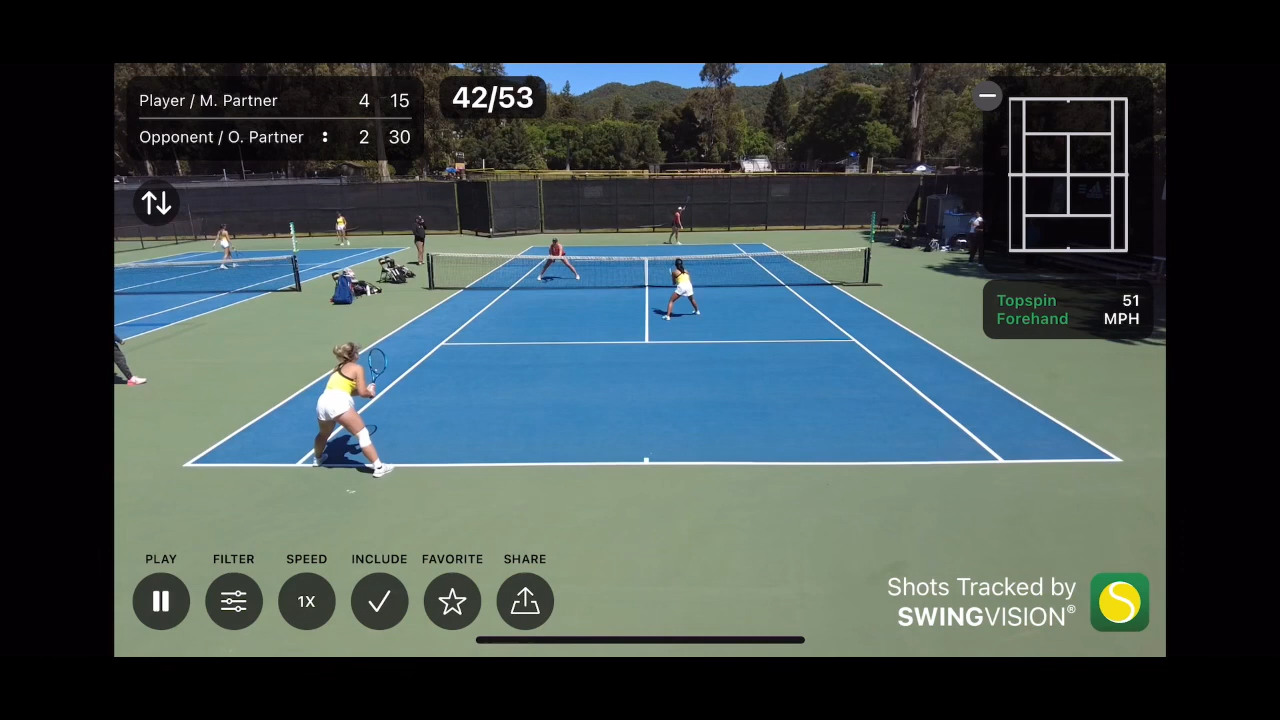 Player / M. Partner 4 15
Opponent / O. Partner : 2 30
42/53
Topspin 51
Forehand MPH
PLAY FILTER SPEED INCLUDE FAVORITE SHARE
1X
Shots Tracked by
SWINGVISION®